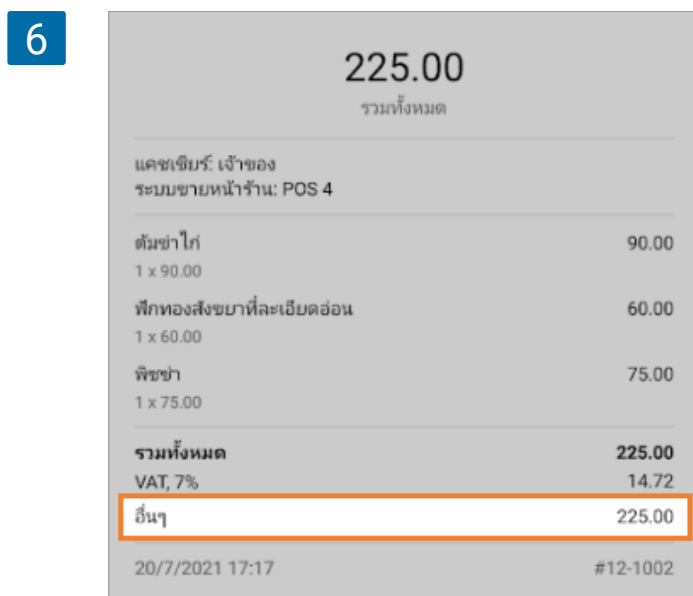 6
225.00
รวมทั้งหมด
แคชเชียร์: เจ้าของ
ระบบขายหน้าร้าน: POS 4
ต้มข่าไก่ 90.00
1 x 90.00
ฟักทองสังขยาที่ละเอียดอ่อน 60.00
1 x 60.00
พิซซ่า 75.00
1 x 75.00
รวมทั้งหมด 225.00
VAT, 7% 14.72
อื่นๆ 225.00
20/7/2021 17:17 #12-1002